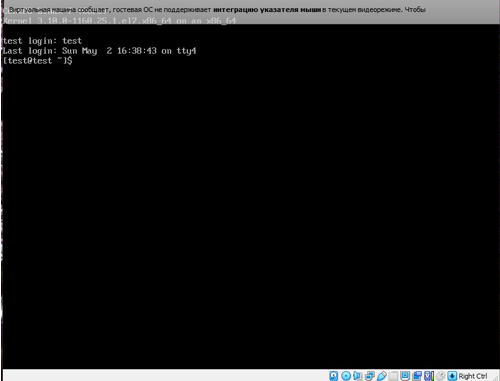 Виртуальная машина сообщает, гостевая ОС не поддерживает интеграцию указателя мыши в текущем видеорежиме. Чтобы
Kernel 3.10.0-1160.25.1.el7.x86_64 on an x86_64
test login: test
Last login: Sun May  2 16:38:43 on tty4
[test@test ~]$
Right Ctrl